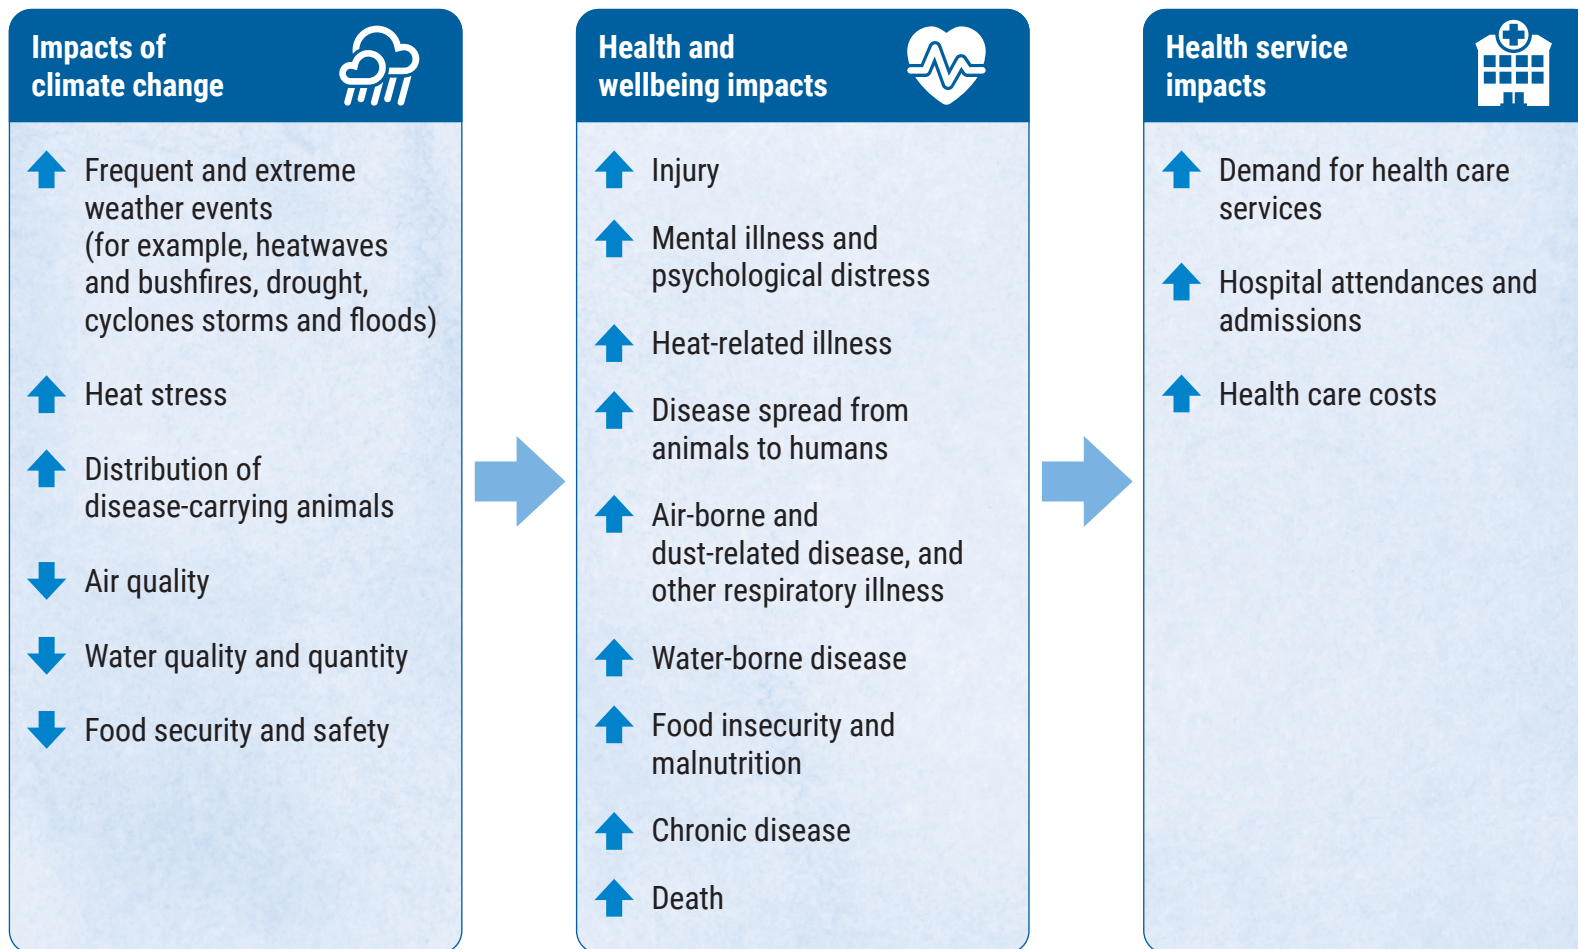 Impacts of
climate change
Frequent and extreme
weather events
(for example, heatwaves
and bushfires, drought,
cyclones storms and floods)
Heat stress
Distribution of
disease-carrying animals
Air quality
Water quality and quantity
Food security and safety
Health and
wellbeing impacts
Injury
Mental illness and
psychological distress
Heat-related illness
Disease spread from
animals to humans
Air-borne and
dust-related disease, and
other respiratory illness
Water-borne disease
Food insecurity and
malnutrition
Chronic disease
Death
Health service
impacts
Demand for health care
services
Hospital attendances and
admissions
Health care costs